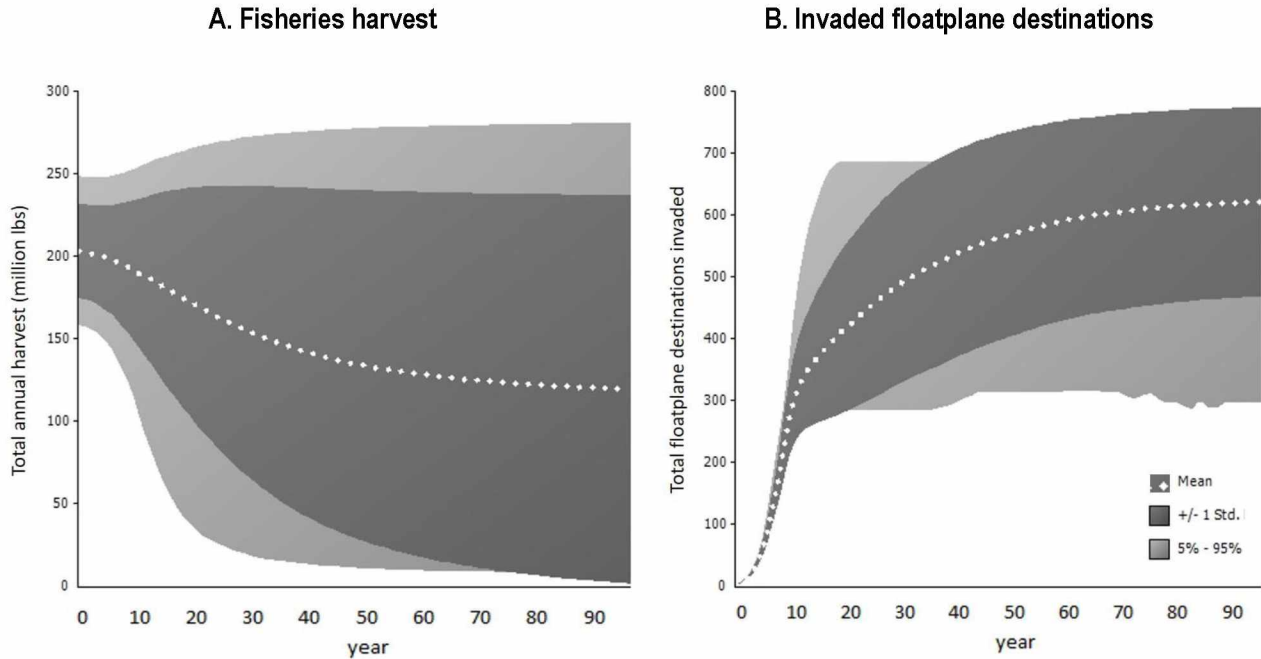 A. Fisheries harvest
300
250
200
150
100
50
0
Total annual harvest (million lbs)
0 10 20 30 40 50 60 70 80 90
year
B. Invaded floatplane destinations
800
700
600
500
400
300
200
100
0
Total floatplane destinations invaded
Mean
+/- 1 Std.
5% - 95%
0 10 20 30 40 50 60 70 80 90
year